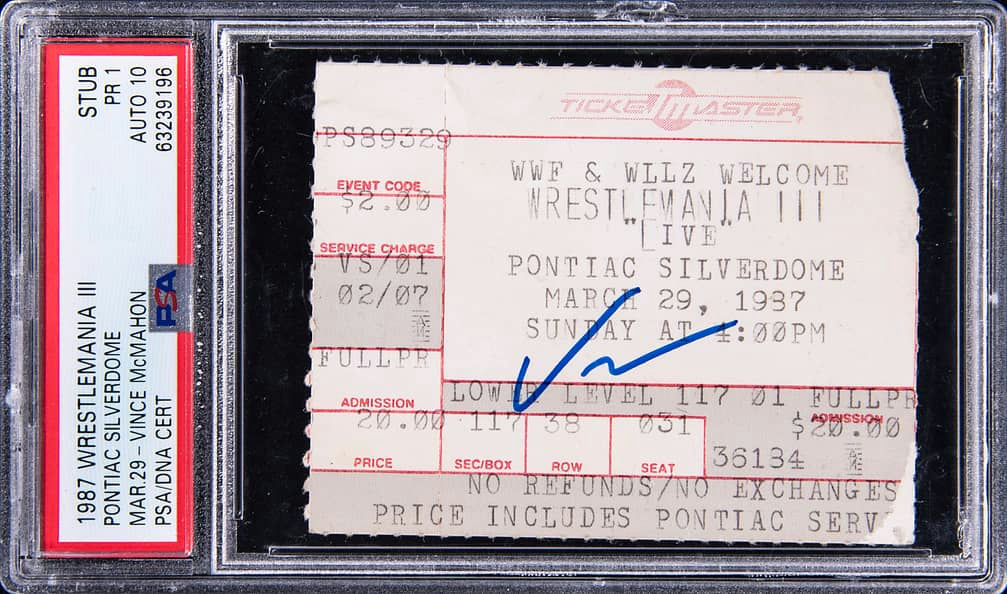 1987 WRESTLEMANIA III STUB
PONTIAC SILVERDOME PR 1
MAR.29 - VINCE McMAHON AUTO 10
PSA/DNA CERT 63239196
PSA
TICKETMASTER
PS89329
EVENT CODE
$2.00
SERVICE CHARGE
VS/01
02/07
FULLPR
ADMISSION
20.00
PRICE
WWF & WLLZ WELCOME
WRESTLEMANIA III
"LIVE"
PONTIAC SILVERDOME
MARCH 29, 1987
SUNDAY AT 4:00PM
LOWER LEVEL 117 01 FULLPR
ADMISSION
117 38 031 $20.00
SEC/BOX ROW SEAT
36184
NO REFUNDS/NO EXCHANGES
PRICE INCLUDES PONTIAC SERV